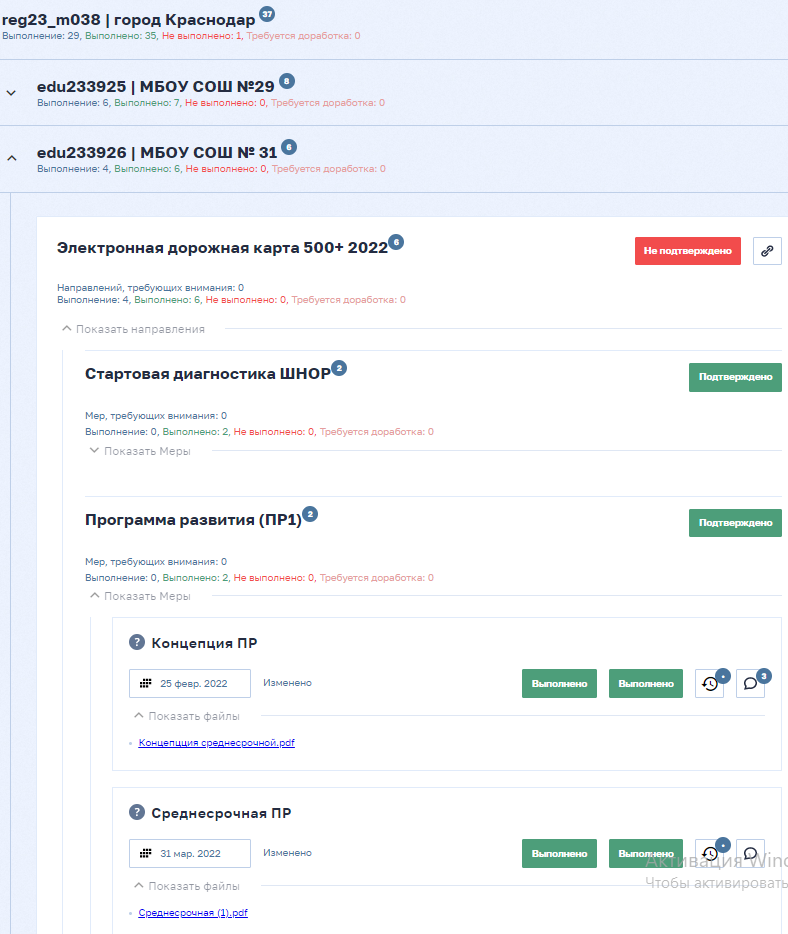 reg23_m038 | город Краснодар 37
Выполнение: 29, Выполнено: 35, Не выполнено: 1, Требуется доработка: 0
edu233925 | МБОУ СОШ №29 8
Выполнение: 6, Выполнено: 7, Не выполнено: 0, Требуется доработка: 0
edu233926 | МБОУ СОШ № 31 6
Выполнение: 4, Выполнено: 6, Не выполнено: 0, Требуется доработка: 0
Электронная дорожная карта 500+ 2022 6
Не подтверждено
Направлений, требующих внимания: 0
Выполнение: 4, Выполнено: 6, Не выполнено: 0, Требуется доработка: 0
Показать направления
Стартовая диагностика ШНОР 2
Подтверждено
Мер, требующих внимания: 0
Выполнение: 0, Выполнено: 2, Не выполнено: 0, Требуется доработка: 0
Показать Меры
Программа развития (ПР1) 2
Подтверждено
Мер, требующих внимания: 0
Выполнение: 0, Выполнено: 2, Не выполнено: 0, Требуется доработка: 0
Показать Меры
? Концепция ПР
25 февр. 2022 Изменено Выполнено Выполнено 3
Показать файлы
Концепцция среднесрочной.pdf
? Среднесрочная ПР
31 мар. 2022 Изменено Выполнено Выполнено
Активация Wind
Показать файлы
Чтобы активировать
Среднесрочная (1).pdf